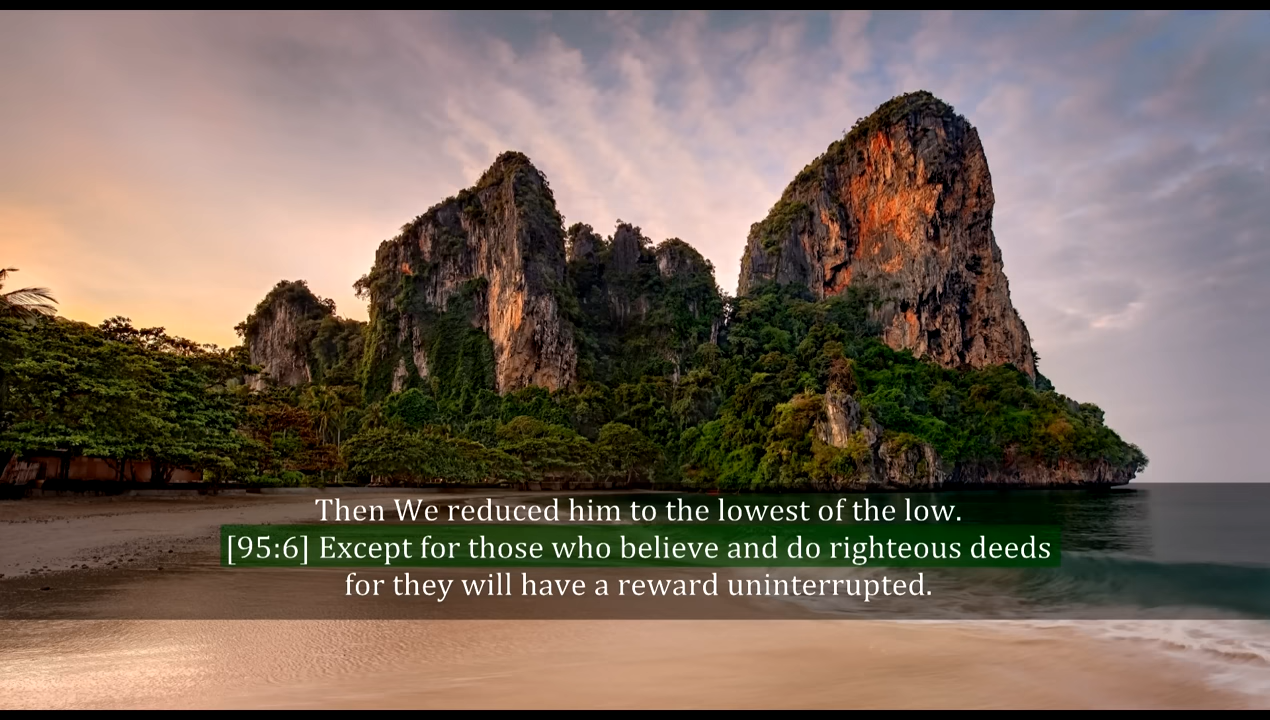 Then We reduced him to the lowest of the low.
[95:6] Except for those who believe and do righteous deeds
for they will have a reward uninterrupted.